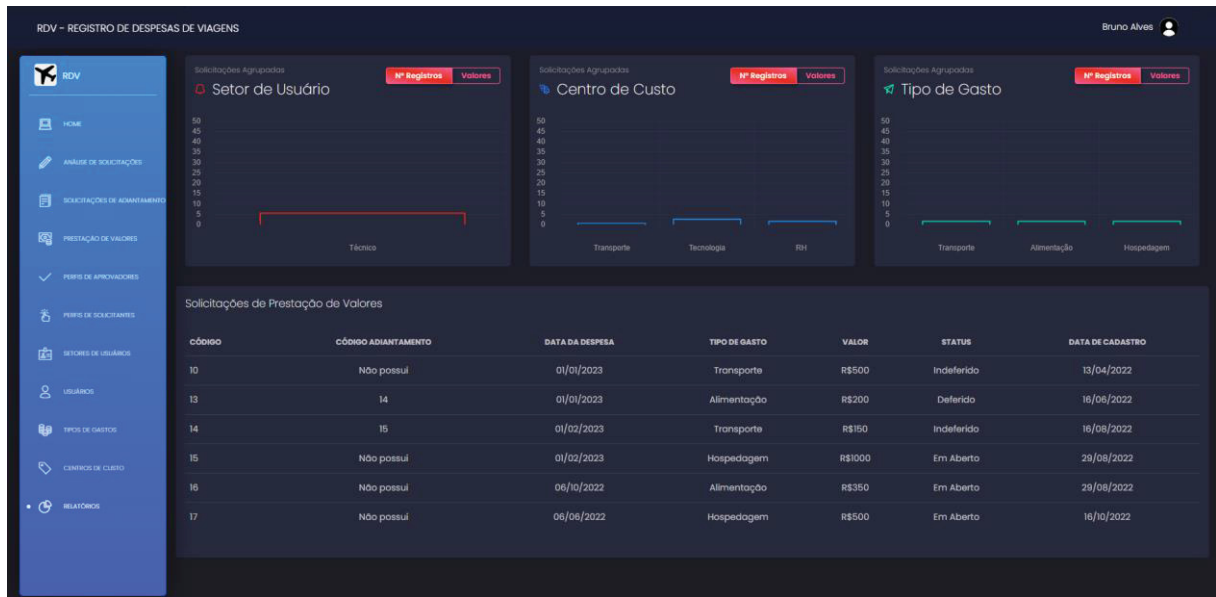 RDV - REGISTRO DE DESPESAS DE VIAGENS
Bruno Alves
RDV
HOME
ANÁLISE DE SOLICITAÇÕES
SOLICITAÇÕES DE ADIANTAMENTO
PRESTAÇÃO DE VALORES
PERFIS DE APROVADORES
PERFIS DE SOLICITANTES
SETORES DE USUÁRIOS
USUÁRIOS
TIPOS DE GASTOS
CENTROS DE CUSTO
RELATÓRIOS
Solicitações Agrupadas
Setor de Usuário
Nº Registros Valores
50
45
40
35
30
25
20
15
10
5
0
Técnico
Solicitações Agrupadas
Centro de Custo
Nº Registros Valores
50
45
40
35
30
25
20
15
10
5
0
Transporte Tecnologia RH
Solicitações Agrupadas
Tipo de Gasto
Nº Registros Valores
50
45
40
35
30
25
20
15
10
5
0
Transporte Alimentação Hospedagem
Solicitações de Prestação de Valores
CÓDIGO CÓDIGO ADIANTAMENTO DATA DA DESPESA TIPO DE GASTO VALOR STATUS DATA DE CADASTRO
10 Não possui 01/01/2023 Transporte R$500 Indeferido 13/04/2022
13 14 01/01/2023 Alimentação R$200 Deferido 16/06/2022
14 15 01/02/2023 Transporte R$150 Indeferido 16/08/2022
15 Não possui 01/02/2023 Hospedagem R$1000 Em Aberto 29/08/2022
16 Não possui 06/10/2022 Alimentação R$350 Em Aberto 29/08/2022
17 Não possui 06/06/2022 Hospedagem R$500 Em Aberto 16/10/2022